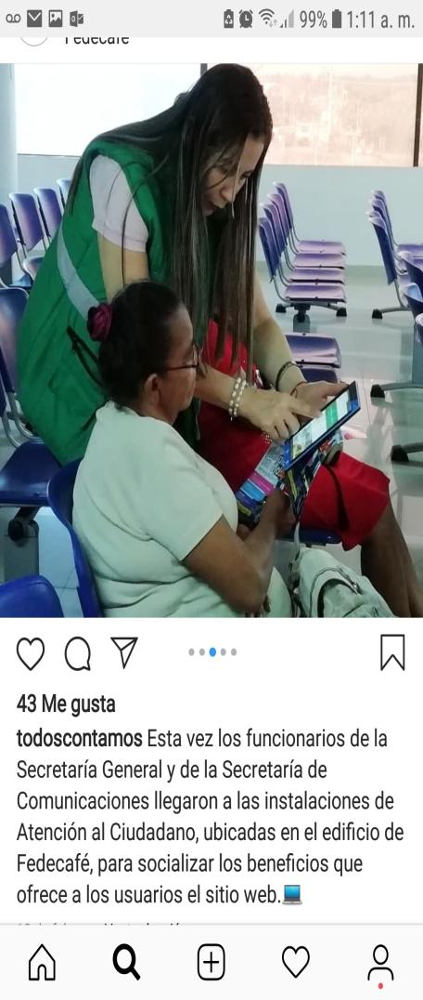 99% 1:11 a. m.
Fedecafé
43 Me gusta
todoscontamos Esta vez los funcionarios de la
Secretaría General y de la Secretaría de
Comunicaciones llegaron a las instalaciones de
Atención al Ciudadano, ubicadas en el edificio de
Fedecafé, para socializar los beneficios que
ofrece a los usuarios el sitio web.💻